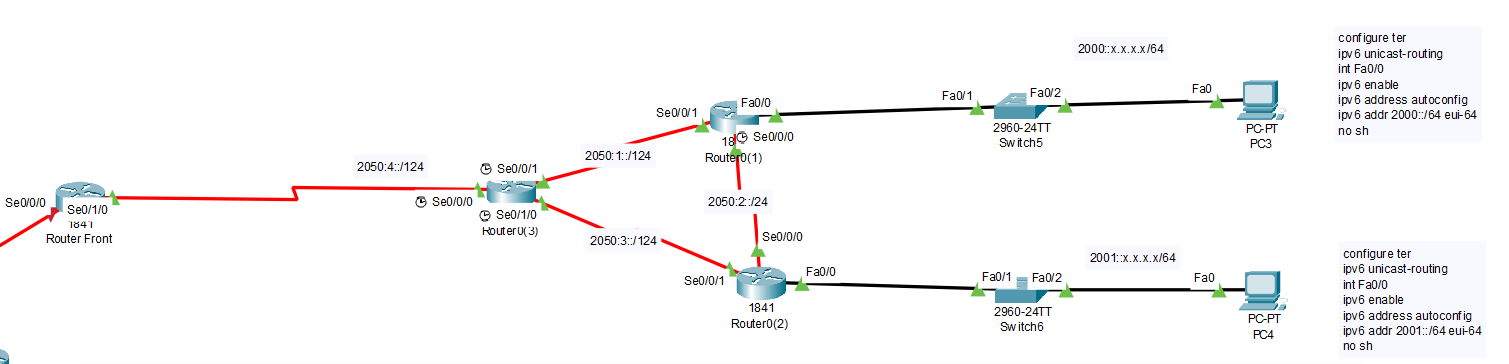 2000::x.x.x.x/64
configure ter
ipv6 unicast-routing
int Fa0/0
ipv6 enable
ipv6 address autoconfig
ipv6 addr 2000::/64 eui-64
no sh
Fa0/0
Se0/0/1
Se0/0/0
18
Router0(1)
Fa0/1
Fa0/2
2960-24TT
Switch5
Fa0
PC-PT
PC3
2050:1::/124
2050:4::/124
Se0/0/1
Se0/0/0
Se0/1/0
Router0(3)
Se0/0/0
Se0/1/0
1841
Router Front
2050:2::/24
2050:3::/124
Se0/0/0
Se0/0/1
Fa0/0
1841
Router0(2)
2001::x.x.x.x/64
Fa0/1
Fa0/2
2960-24TT
Switch6
Fa0
PC-PT
PC4
configure ter
ipv6 unicast-routing
int Fa0/0
ipv6 enable
ipv6 address autoconfig
ipv6 addr 2001::/64 eui-64
no sh